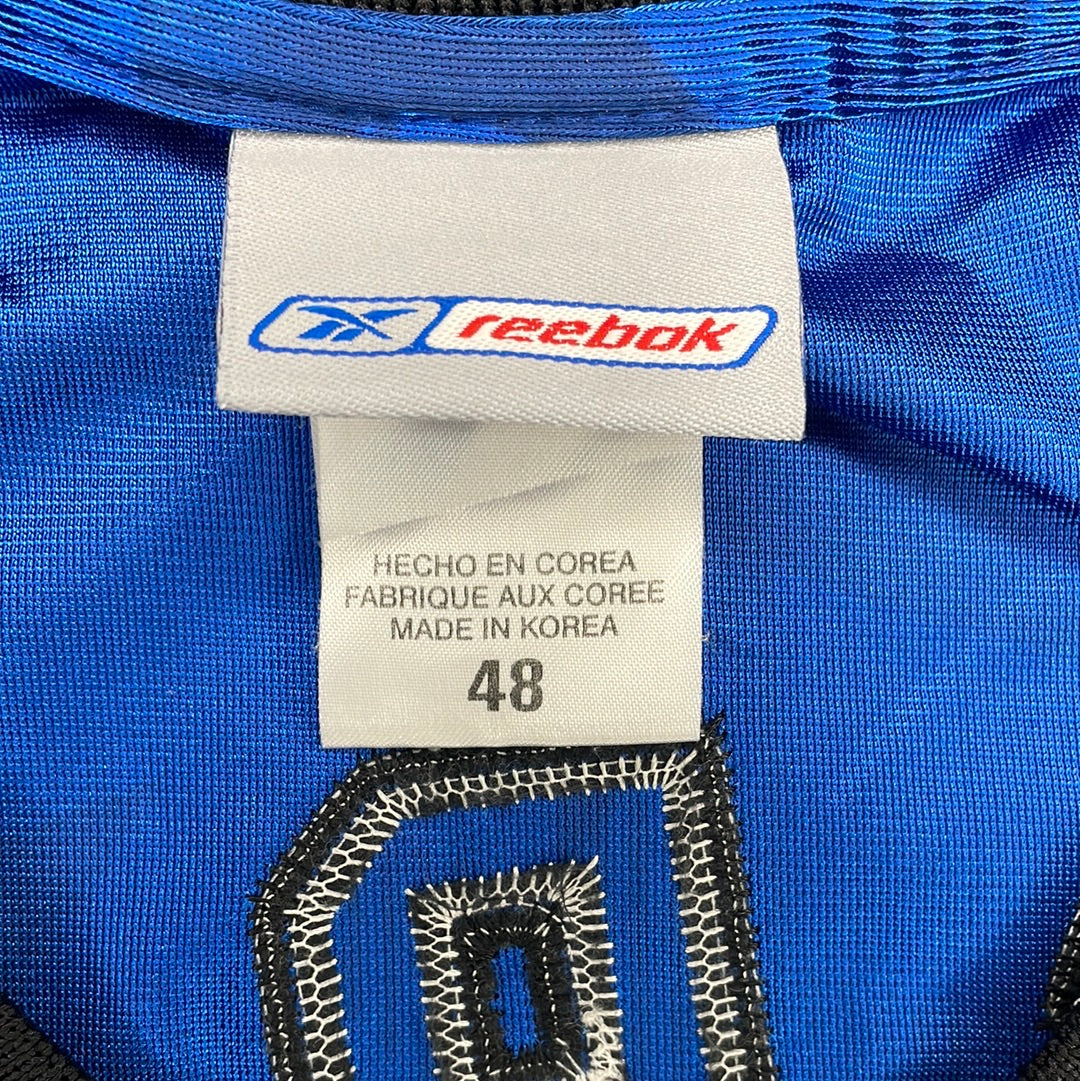 reebok
HECHO EN COREA
FABRIQUE AUX COREE
MADE IN KOREA
48